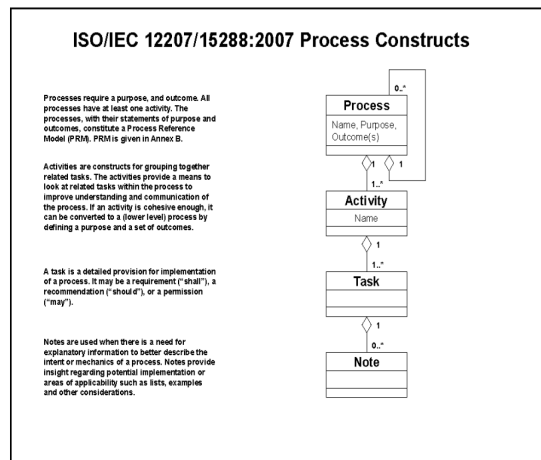 ISO/IEC 12207/15288:2007 Process Constructs
Processes require a purpose, and outcome. All
processes have at least one activity. The
processes, with their statements of purpose and
outcomes, constitute a Process Reference
Model (PRM). PRM is given in Annex B.
Activities are constructs for grouping together
related tasks. The activities provide a means to
look at related tasks within the process to
improve understanding and communication of
the process. If an activity is cohesive enough, it
can be converted to a (lower level) process by
defining a purpose and a set of outcomes.
A task is a detailed provision for implementation
of a process. It may be a requirement (“shall”), a
recommendation (“should”), or a permission
(“may”).
Notes are used when there is a need for
explanatory information to better describe the
intent or mechanics of a process. Notes provide
insight regarding potential implementation or
areas of applicability such as lists, examples
and other considerations.
0..*
Process
Name, Purpose,
Outcome(s)
1 1
1..*
Activity
Name
1
1..*
Task
1
0..*
Note